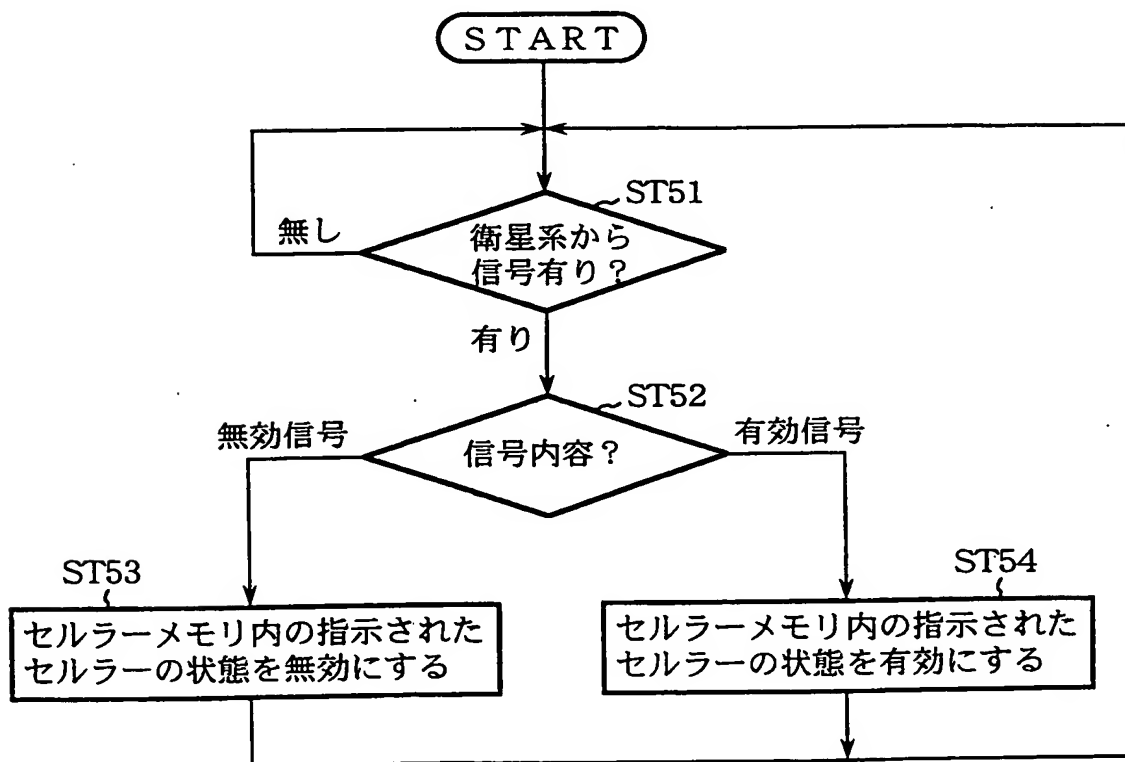 START
ST51
無し
衛星系から
信号有り？
有り
ST52
無効信号
信号内容？
有効信号
ST53
セルラーメモリ内の指示された
セルラーの状態を無効にする
ST54
セルラーメモリ内の指示された
セルラーの状態を有効にする